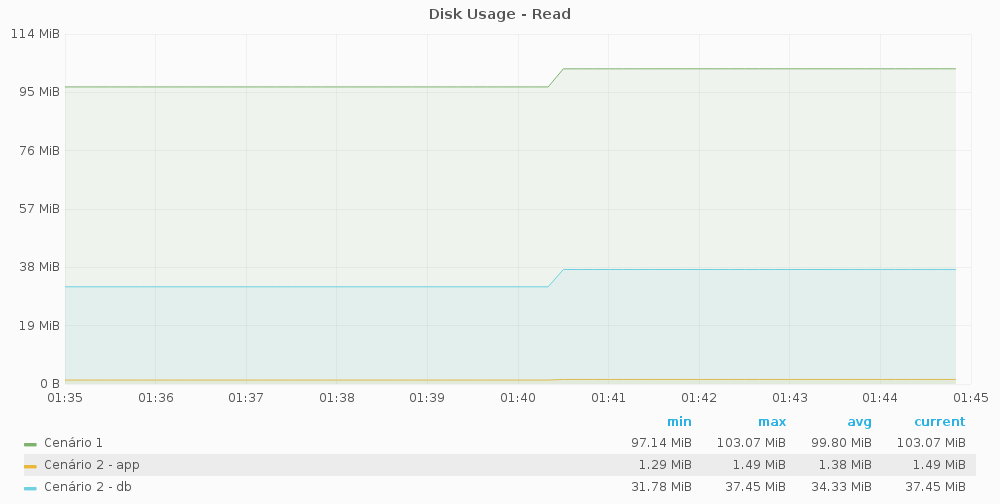 Disk Usage - Read
114 MiB
95 MiB
76 MiB
57 MiB
38 MiB
19 MiB
0 B
01:35 01:36 01:37 01:38 01:39 01:40 01:41 01:42 01:43 01:44 01:45
min max avg current
Cenário 1 97.14 MiB 103.07 MiB 99.80 MiB 103.07 MiB
Cenário 2 - app 1.29 MiB 1.49 MiB 1.38 MiB 1.49 MiB
Cenário 2 - db 31.78 MiB 37.45 MiB 34.33 MiB 37.45 MiB